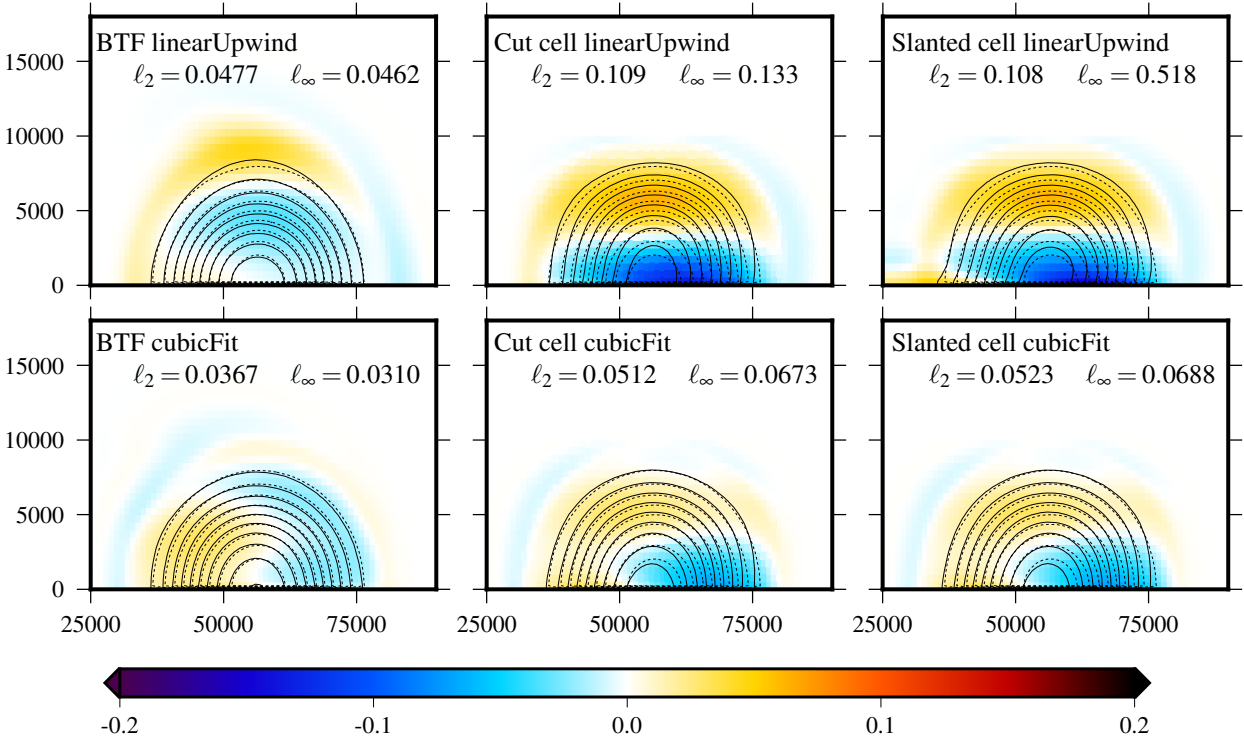 BTF linearUpwind
ℓ2 = 0.0477 ℓ∞ = 0.0462
Cut cell linearUpwind
ℓ2 = 0.109 ℓ∞ = 0.133
Slanted cell linearUpwind
ℓ2 = 0.108 ℓ∞ = 0.518
15000
10000
5000
0
BTF cubicFit
ℓ2 = 0.0367 ℓ∞ = 0.0310
Cut cell cubicFit
ℓ2 = 0.0512 ℓ∞ = 0.0673
Slanted cell cubicFit
ℓ2 = 0.0523 ℓ∞ = 0.0688
15000
10000
5000
0
25000 50000 75000
25000 50000 75000
25000 50000 75000
-0.2 -0.1 0.0 0.1 0.2